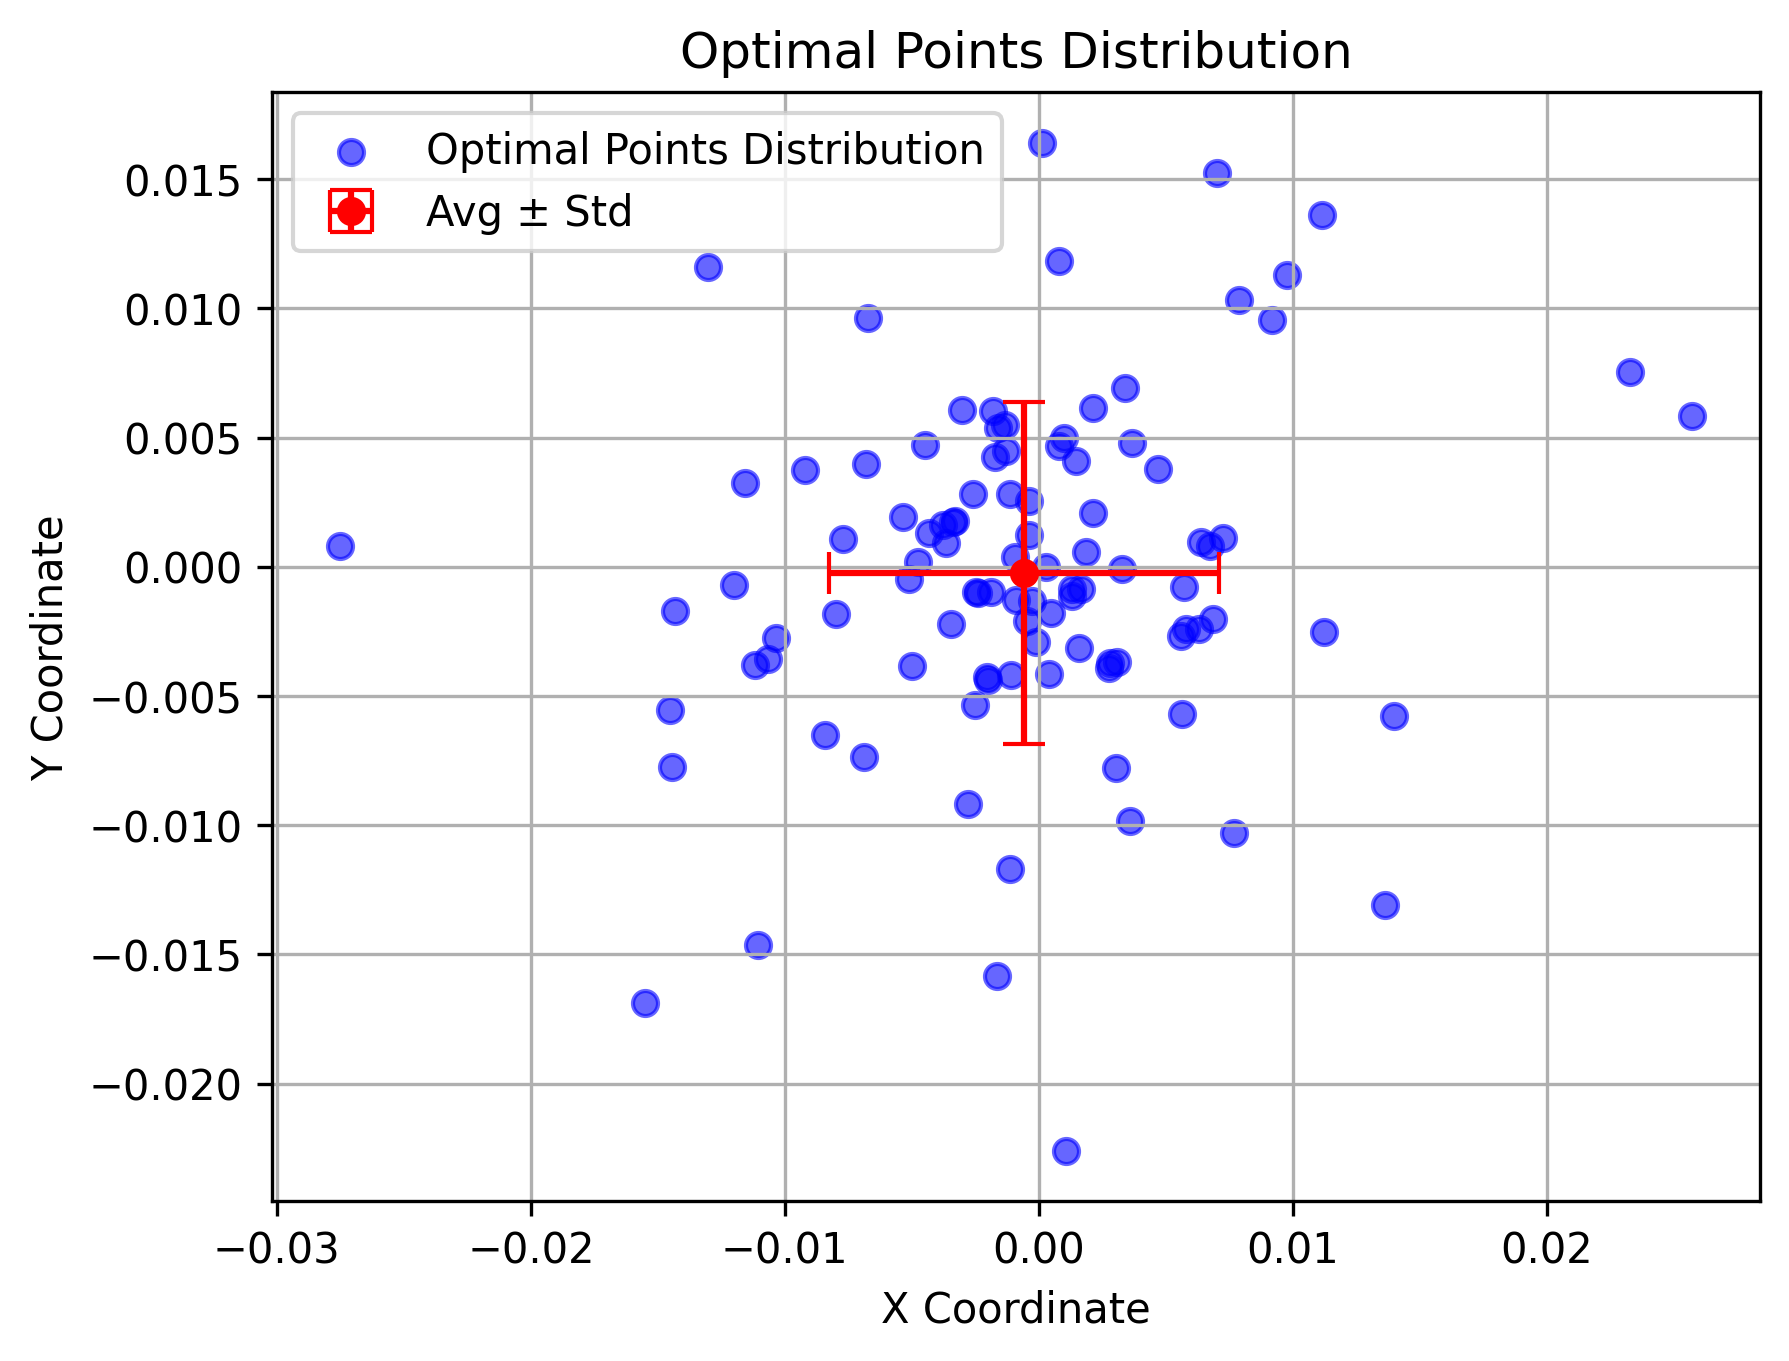 Optimal Points Distribution
Optimal Points Distribution
Avg ± Std
0.015
0.010
0.005
0.000
−0.005
−0.010
−0.015
−0.020
Y Coordinate
−0.03
−0.02
−0.01
0.00
0.01
0.02
X Coordinate